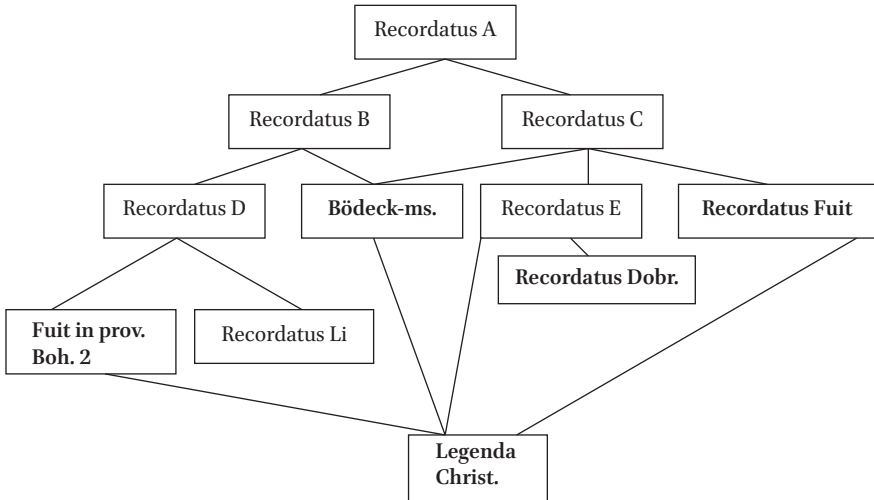 Recordatus A
Recordatus B
Recordatus C
Recordatus D
Bödeck-ms.
Recordatus E
Recordatus Fuit
Recordatus Dobr.
Fuit in prov.
Boh. 2
Recordatus Li
Legenda
Christ.